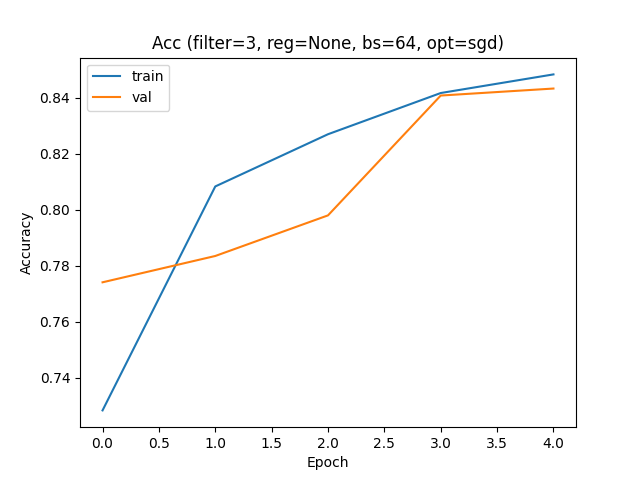 Acc (filter=3, reg=None, bs=64, opt=sgd)
train
val
0.84
0.82
0.80
0.78
0.76
0.74
Accuracy
0.0 0.5 1.0 1.5 2.0 2.5 3.0 3.5 4.0
Epoch